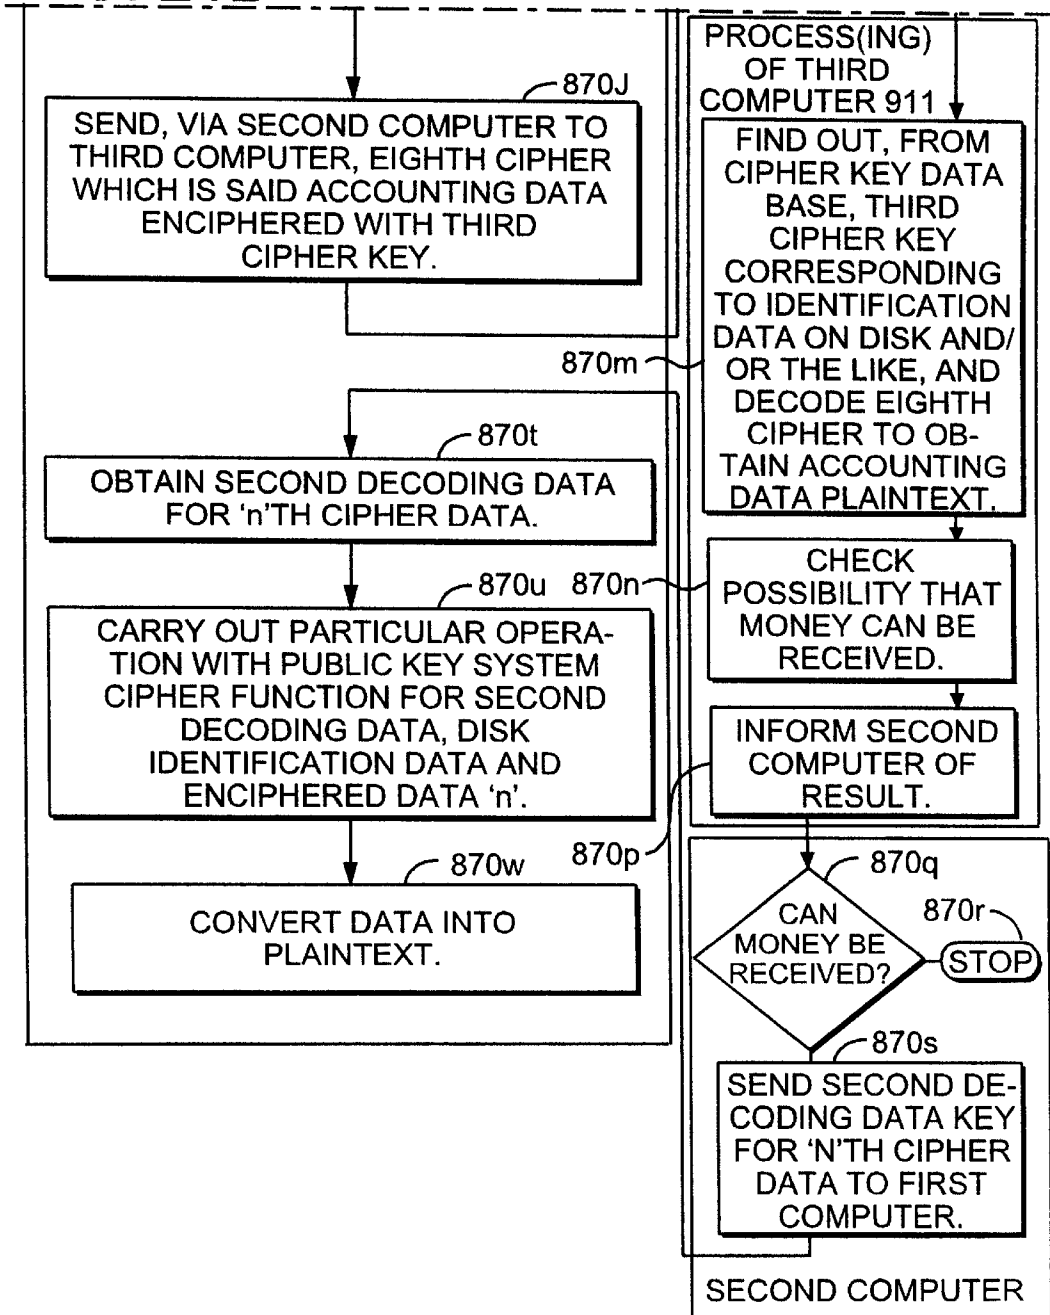 870J
SEND, VIA SECOND COMPUTER TO
THIRD COMPUTER, EIGHTH CIPHER
WHICH IS SAID ACCOUNTING DATA
ENCIPHERED WITH THIRD
CIPHER KEY.
PROCESS(ING)
OF THIRD
COMPUTER 911
FIND OUT, FROM
CIPHER KEY DATA
BASE, THIRD
CIPHER KEY
CORRESPONDING
TO IDENTIFICATION
DATA ON DISK AND/
OR THE LIKE, AND
DECODE EIGHTH
CIPHER TO OB-
TAIN ACCOUNTING
DATA PLAINTEXT.
870m
870t
OBTAIN SECOND DECODING DATA
FOR ‘n’TH CIPHER DATA.
870u
870n
CHECK
POSSIBILITY THAT
MONEY CAN BE
RECEIVED.
CARRY OUT PARTICULAR OPERA-
TION WITH PUBLIC KEY SYSTEM
CIPHER FUNCTION FOR SECOND
DECODING DATA, DISK
IDENTIFICATION DATA AND
ENCIPHERED DATA ‘n’.
INFORM SECOND
COMPUTER OF
RESULT.
870p
870w
CONVERT DATA INTO
PLAINTEXT.
870q
CAN
MONEY BE
RECEIVED?
870r
STOP
870s
SEND SECOND DE-
CODING DATA KEY
FOR ‘N’TH CIPHER
DATA TO FIRST
COMPUTER.
SECOND COMPUTER